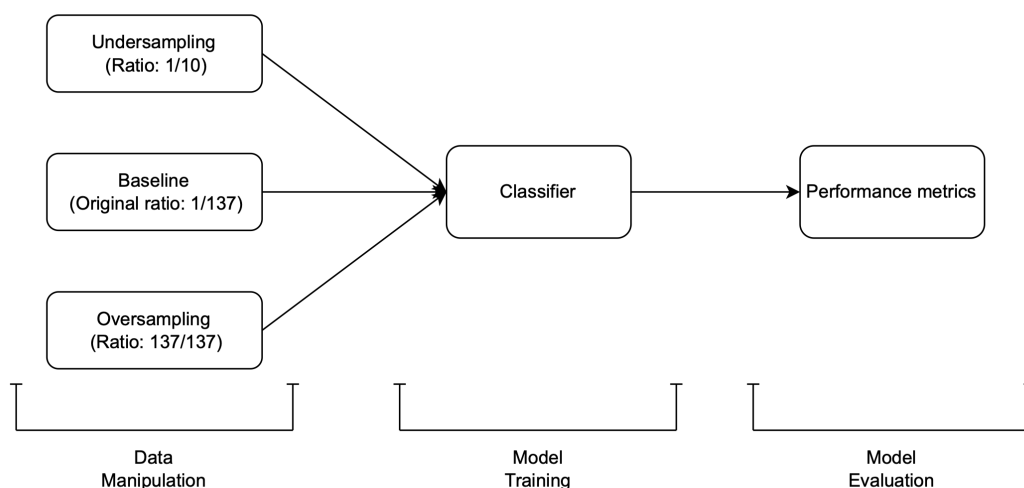 Undersampling
(Ratio: 1/10)
Baseline
(Original ratio: 1/137)
Classifier
Performance metrics
Oversampling
(Ratio: 137/137)
Data
Manipulation
Model
Training
Model
Evaluation